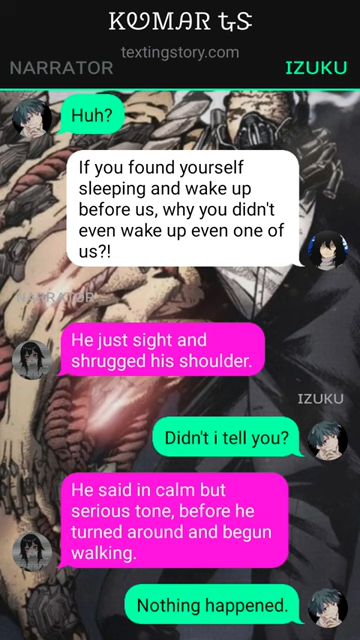 KOMAR GS
textingstory.com
NARRATOR IZUKU
Huh?
If you found yourself
sleeping and wake up
before us, why you didn't
even wake up even one of
us?!
NARRATOR
He just sight and
shrugged his shoulder.
IZUKU
Didn't i tell you?
He said in calm but
serious tone, before he
turned around and begun
walking.
Nothing happened.